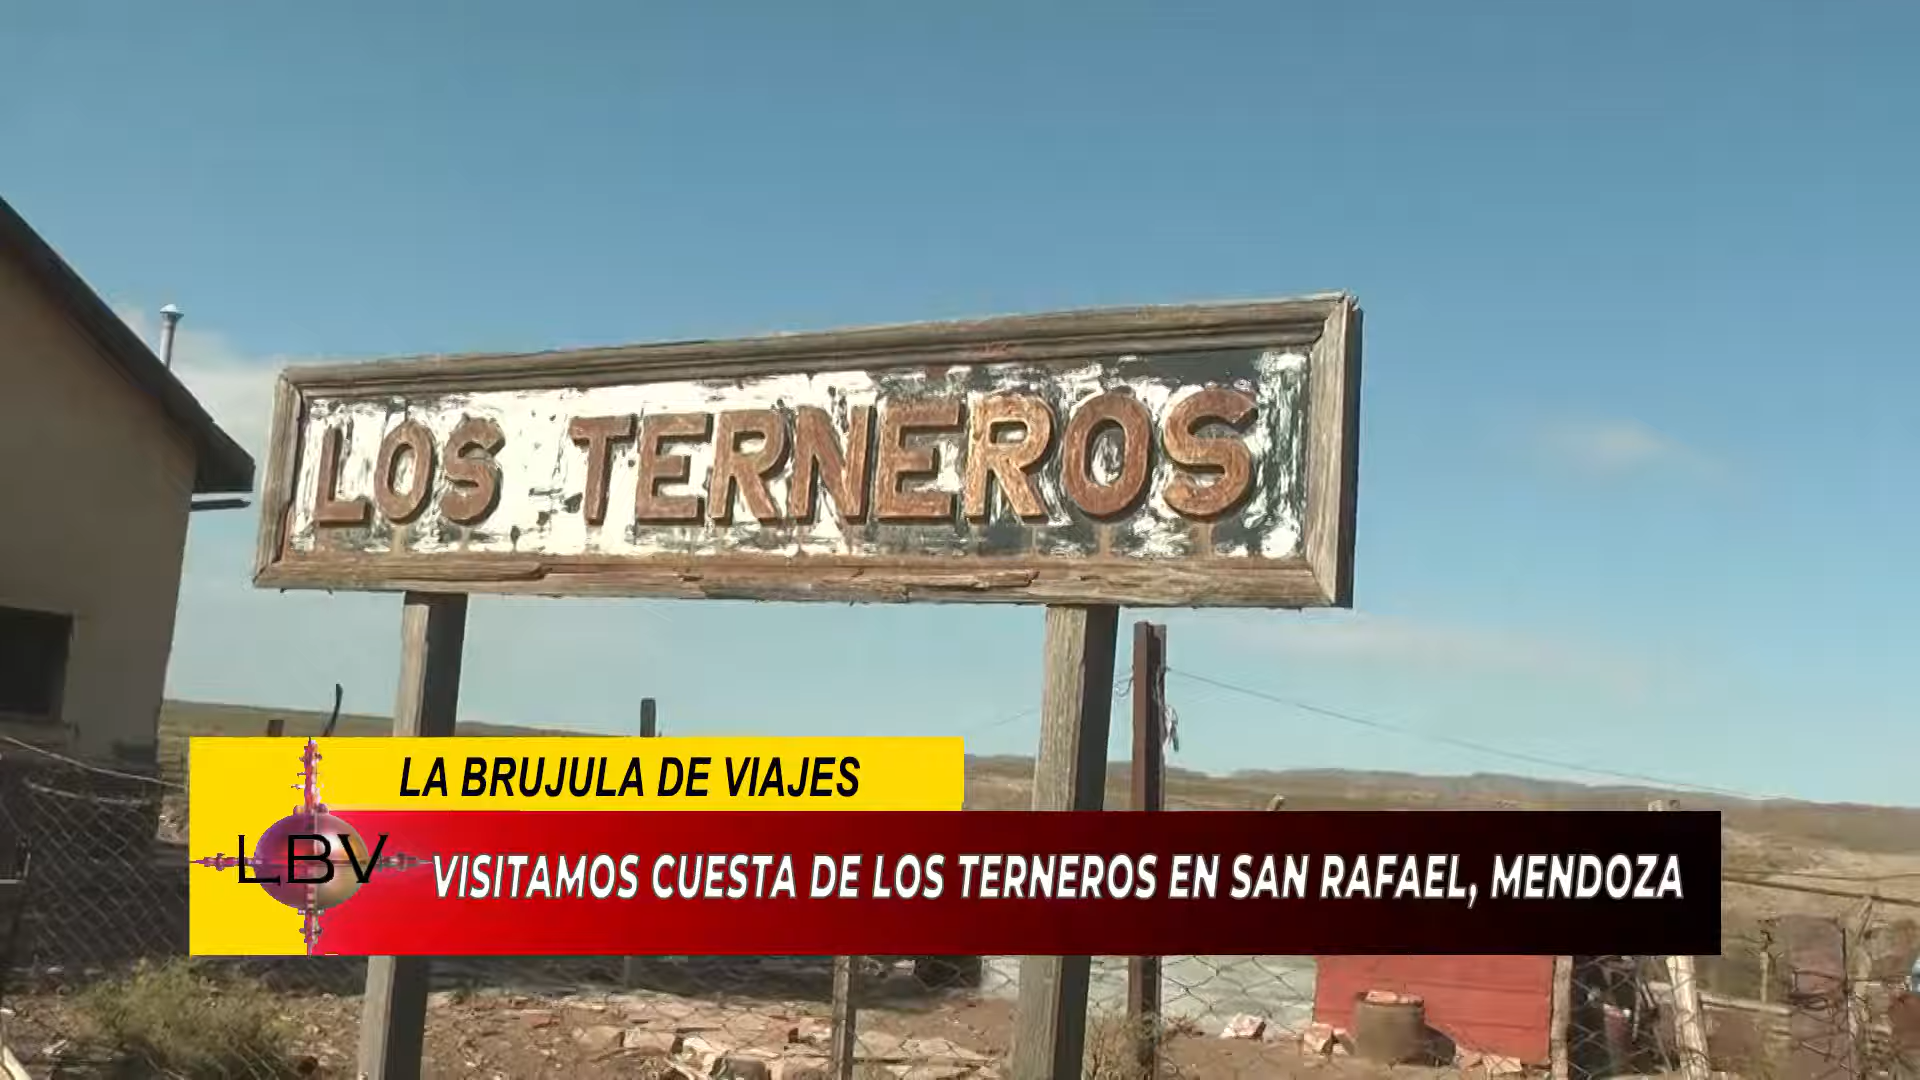 LOS TERNEROS
LA BRUJULA DE VIAJES
LBV
VISITAMOS CUESTA DE LOS TERNEROS EN SAN RAFAEL, MENDOZA